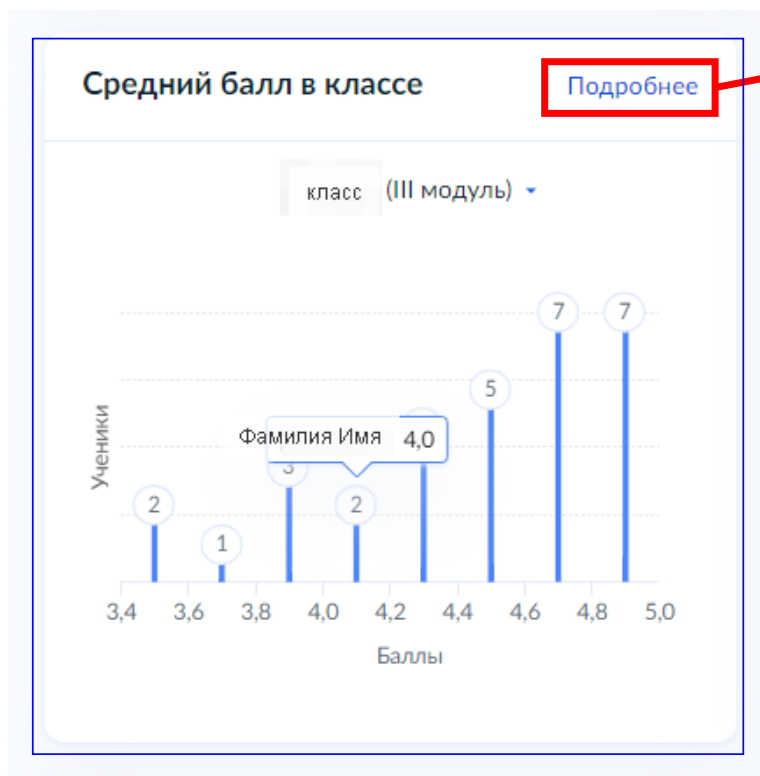 Средний балл в классе
Подробнее
класс (III модуль)
7 7
5
Фамилия Имя 4,0
3
2 2
1
Ученики
3,4 3,6 3,8 4,0 4,2 4,4 4,6 4,8 5,0
Баллы